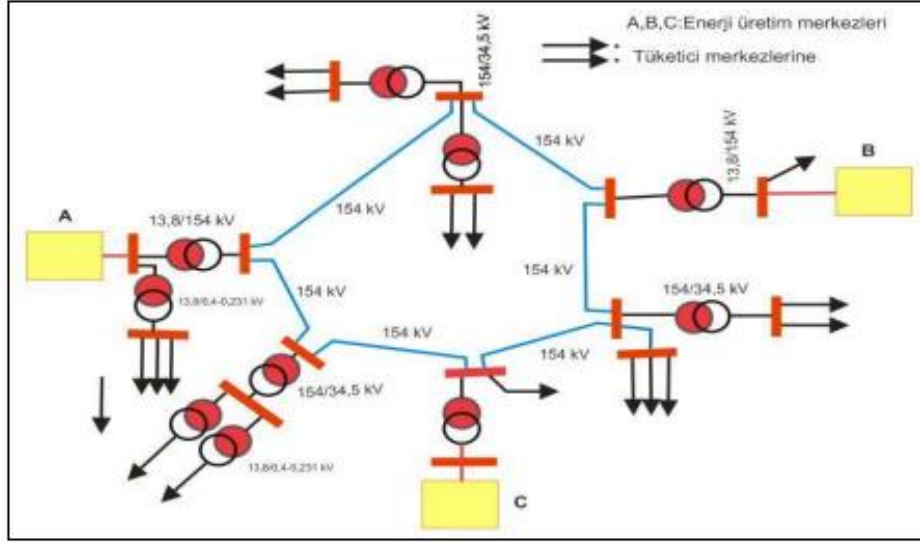 A,B,C:Enerji üretim merkezleri
: Tüketici merkezlerine
154/34,5 kV
154 kV
13,8/154 kV
B
154 kV
A
13,8/154 kV
154 kV
154/34,5 kV
13,8/0,4-0,231 kV
154 kV
154 kV
154 kV
154/34,5 kV
13,8/0,4-0,231 kV
C